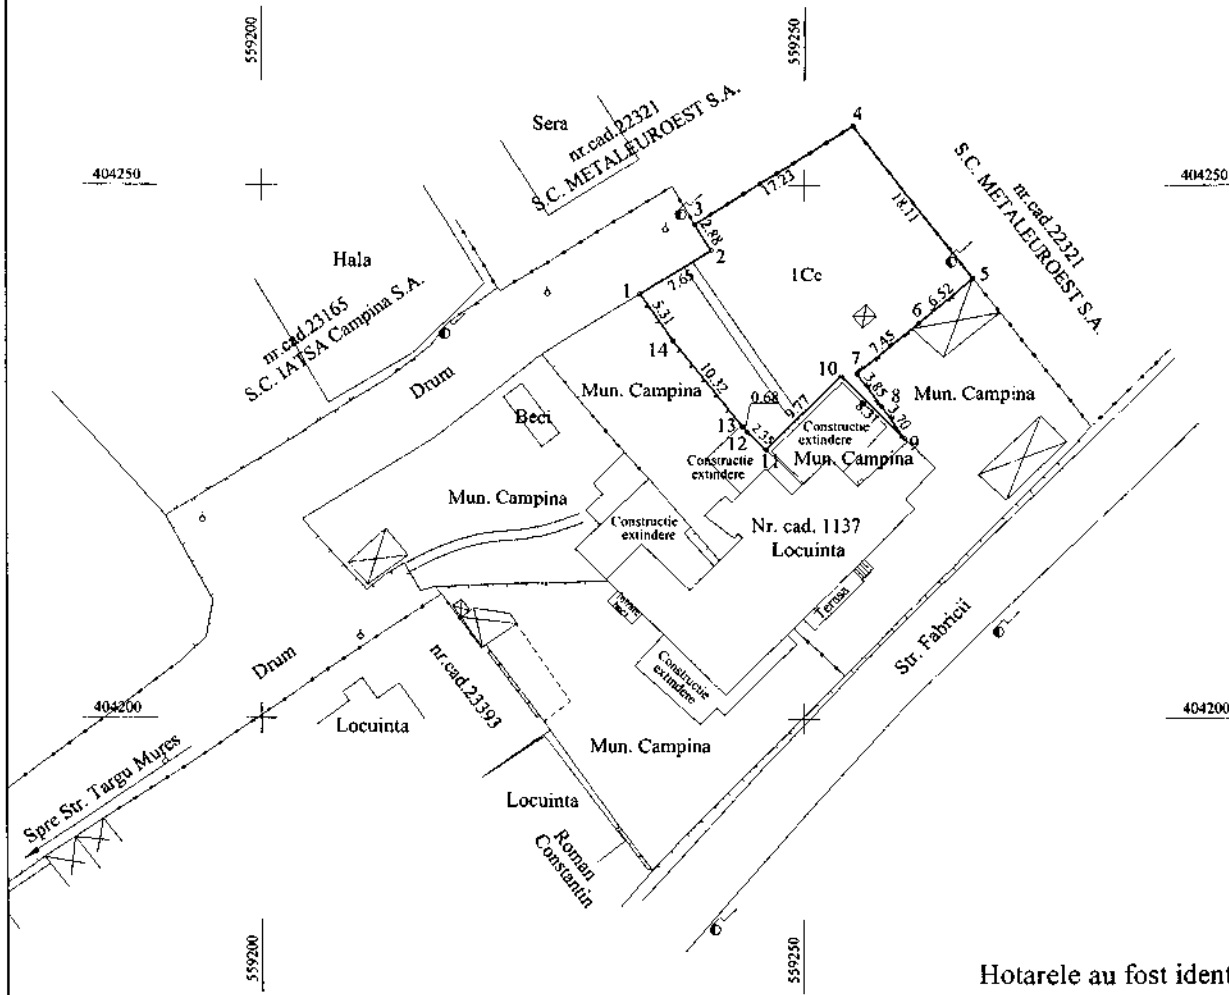 559200
559250
Sera
nr.cad.22321
S.C. METALEUROEST S.A.
4
404250
404250
17.23
3
2.88
2
18.11
nr.cad.22321
S.C. METALEUROEST S.A.
Hala
nr.cad.23165
S.C. IATSA Campina S.A.
1
7.65
1Cc
5
6.52
6
5.31
14
7.45
7
Drum
10
3.85
8
Mun. Campina
Mun. Campina
10.32
0.68
9.77
8.31
3.20
Beci
13
12
2.35
11
9
Constructie
extindere
Mun. Campina
Constructie
extindere
Mun. Campina
Constructie
extindere
Nr. cad. 1137
Locuinta
Terasa
Str. Fabricii
Drum
nr.cad.23393
Constructie
extindere
404200
404200
Locuinta
Mun. Campina
Spre Str. Targu Mures
Locuinta
Roman
Constantin
559200
559250
Hotarele au fost ident